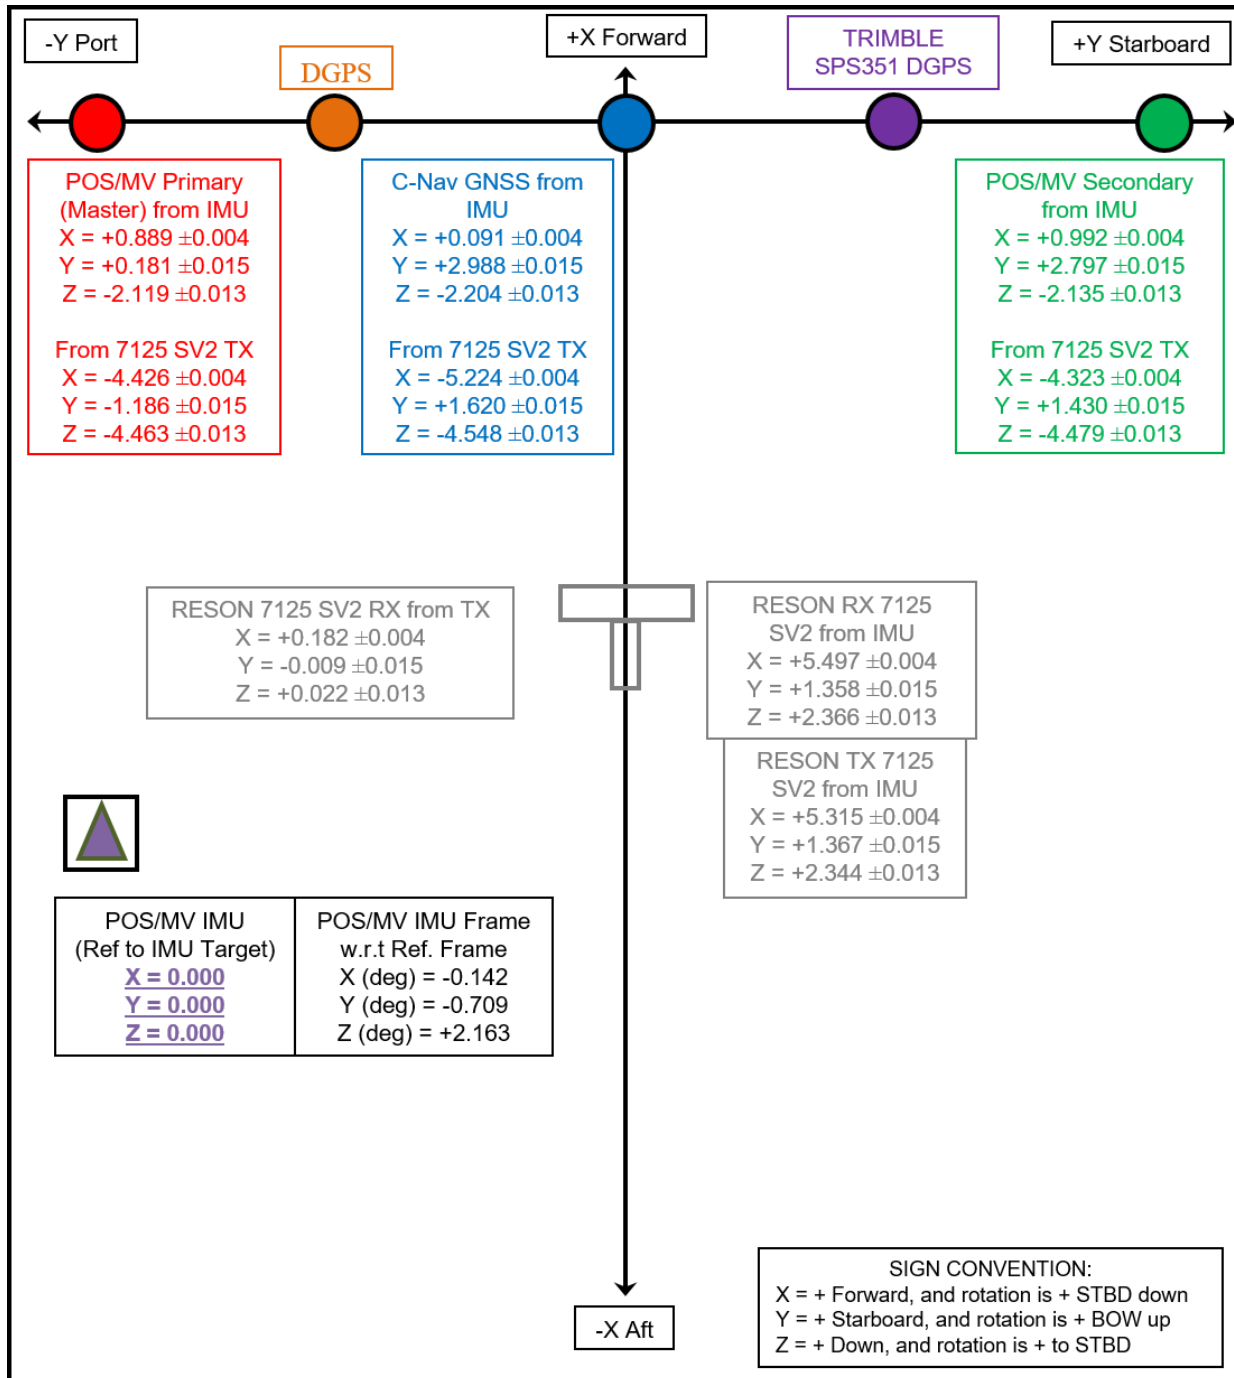 -Y Port
+X Forward
TRIMBLE
SPS351 DGPS
+Y Starboard
DGPS
POS/MV Primary
(Master) from IMU
X = +0.889 ±0.004
Y = +0.181 ±0.015
Z = -2.119 ±0.013
From 7125 SV2 TX
X = -4.426 ±0.004
Y = -1.186 ±0.015
Z = -4.463 ±0.013
C-Nav GNSS from
IMU
X = +0.091 ±0.004
Y = +2.988 ±0.015
Z = -2.204 ±0.013
From 7125 SV2 TX
X = -5.224 ±0.004
Y = +1.620 ±0.015
Z = -4.548 ±0.013
POS/MV Secondary
from IMU
X = +0.992 ±0.004
Y = +2.797 ±0.015
Z = -2.135 ±0.013
From 7125 SV2 TX
X = -4.323 ±0.004
Y = +1.430 ±0.015
Z = -4.479 ±0.013
RESON 7125 SV2 RX from TX
X = +0.182 ±0.004
Y = -0.009 ±0.015
Z = +0.022 ±0.013
RESON RX 7125
SV2 from IMU
X = +5.497 ±0.004
Y = +1.358 ±0.015
Z = +2.366 ±0.013
RESON TX 7125
SV2 from IMU
X = +5.315 ±0.004
Y = +1.367 ±0.015
Z = +2.344 ±0.013
POS/MV IMU
(Ref to IMU Target)
X = 0.000
Y = 0.000
Z = 0.000
POS/MV IMU Frame
w.r.t Ref. Frame
X (deg) = -0.142
Y (deg) = -0.709
Z (deg) = +2.163
-X Aft
SIGN CONVENTION:
X = + Forward, and rotation is + STBD down
Y = + Starboard, and rotation is + BOW up
Z = + Down, and rotation is + to STBD